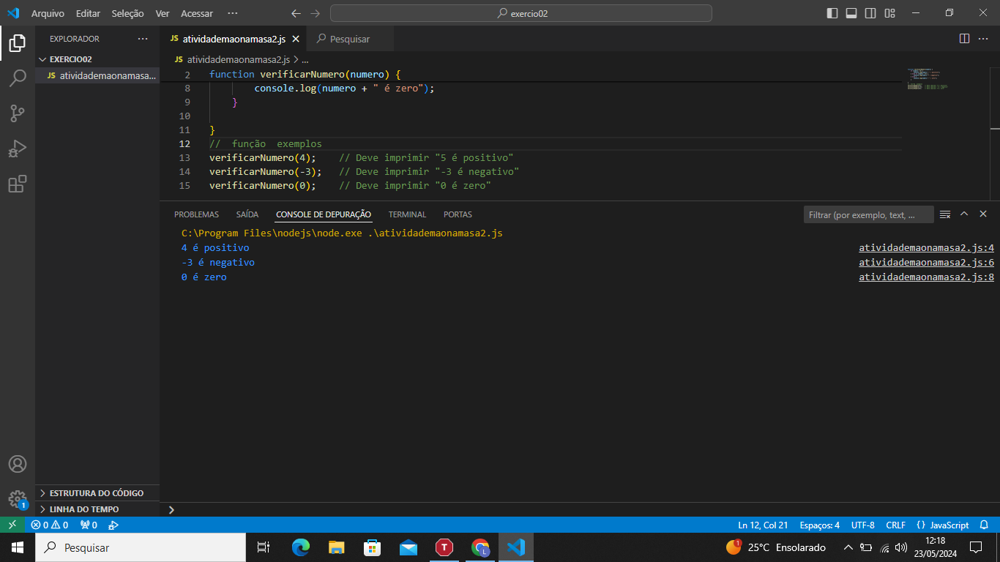 Arquivo Editar Seleção Ver Acessar ··· exercio02
EXPLORADOR ···
EXERCIO02
JS atividademaonamasa...
ESTRUTURA DO CÓDIGO
LINHA DO TEMPO
1
JS atividademaonamasa2.js Pesquisar
JS atividademaonamasa2.js > ...
2 function verificarNumero(numero) {
8 console.log(numero + " é zero");
9 }
10
11 }
12 // função exemplos
13 verificarNumero(4); // Deve imprimir "5 é positivo"
14 verificarNumero(-3); // Deve imprimir "-3 é negativo"
15 verificarNumero(0); // Deve imprimir "0 é zero"
PROBLEMAS SAÍDA CONSOLE DE DEPURAÇÃO TERMINAL PORTAS Filtrar (por exemplo, text, ...
C:\Program Files\nodejs\node.exe .\atividademaonamasa2.js
4 é positivo atividademaonamasa2.js:4
-3 é negativo atividademaonamasa2.js:6
0 é zero atividademaonamasa2.js:8
>
0 0 0 Ln 12, Col 21 Espaços: 4 UTF-8 CRLF {} JavaScript
Pesquisar T L 1 25°C Ensolarado 12:18
23/05/2024